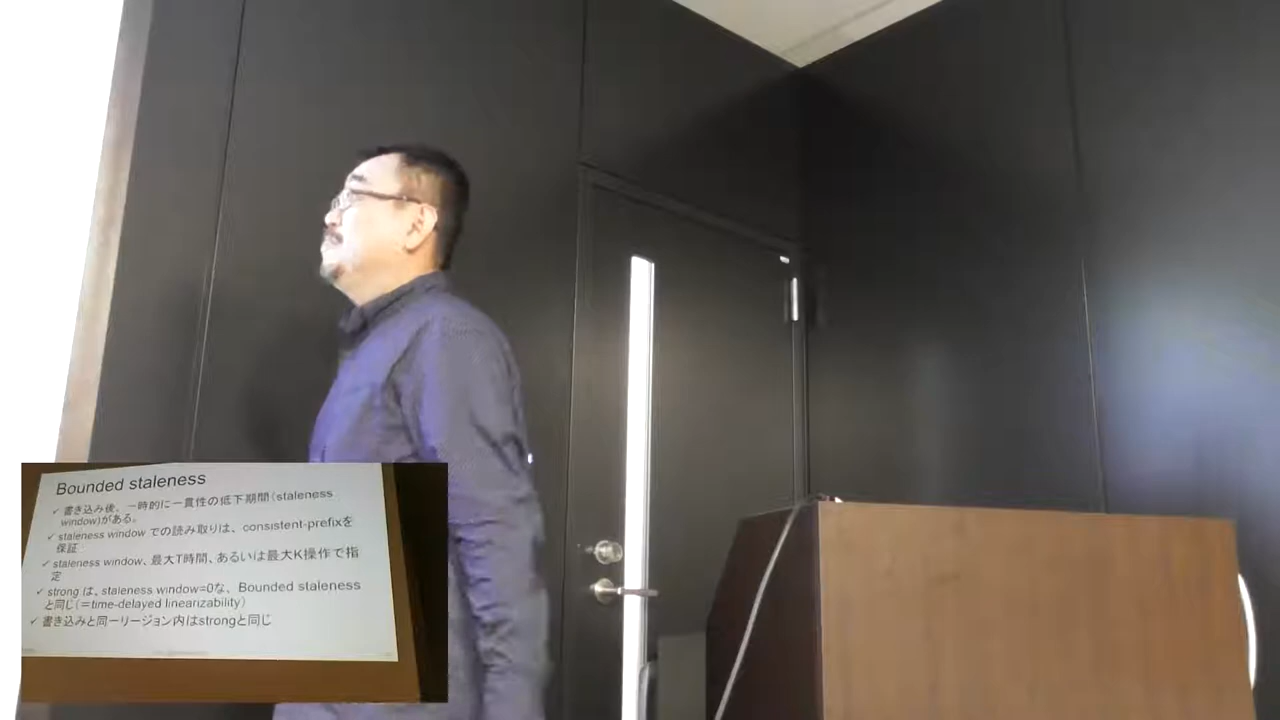 Bounded staleness
✓ 書き込み後、一時的に一貫性の低下期間(staleness
window)がある。
✓ staleness window での読み取りは、consistent-prefixを
保証
✓ staleness window、最大T時間、あるいは最大K操作で指
定
✓ strong は、staleness window=0な、Bounded staleness
と同じ(=time-delayed linearizability)
✓ 書き込みと同一リージョン内はstrongと同じ